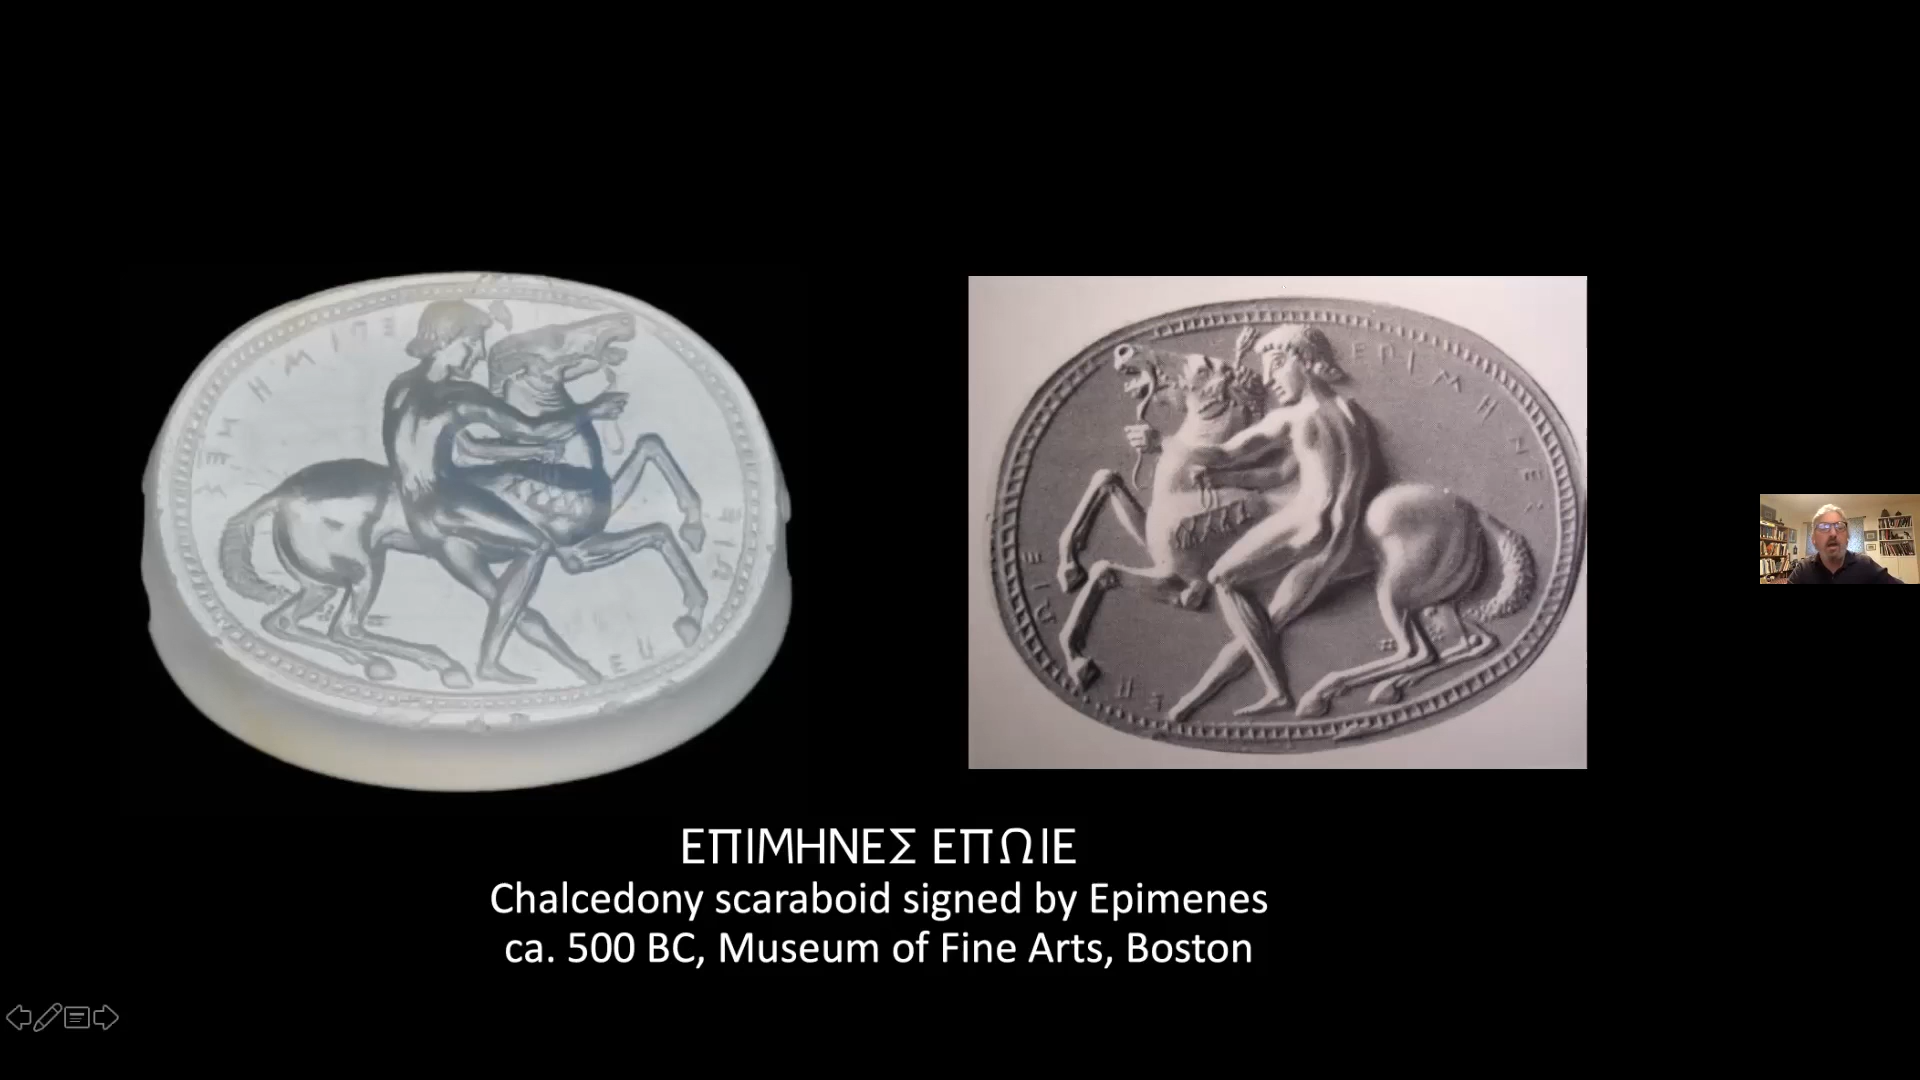 ΕΠΙΜΗΝΕΣ ΕΠΩΙΕ
Chalcedony scaraboid signed by Epimenes
ca. 500 BC, Museum of Fine Arts, Boston